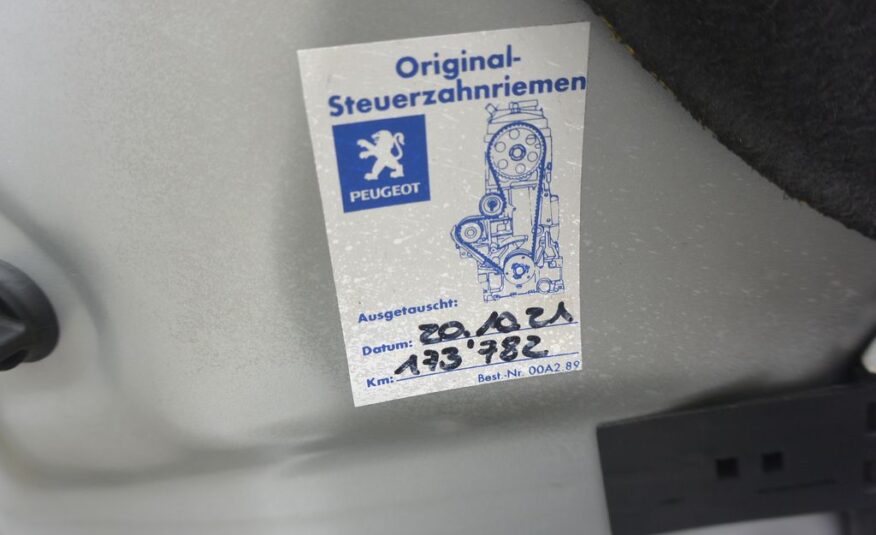 Original-
Steuerzahnriemen
PEUGEOT
Ausgetauscht:
Datum: 20.10.21
Km: 173'782
Best.-Nr. 00A2.89